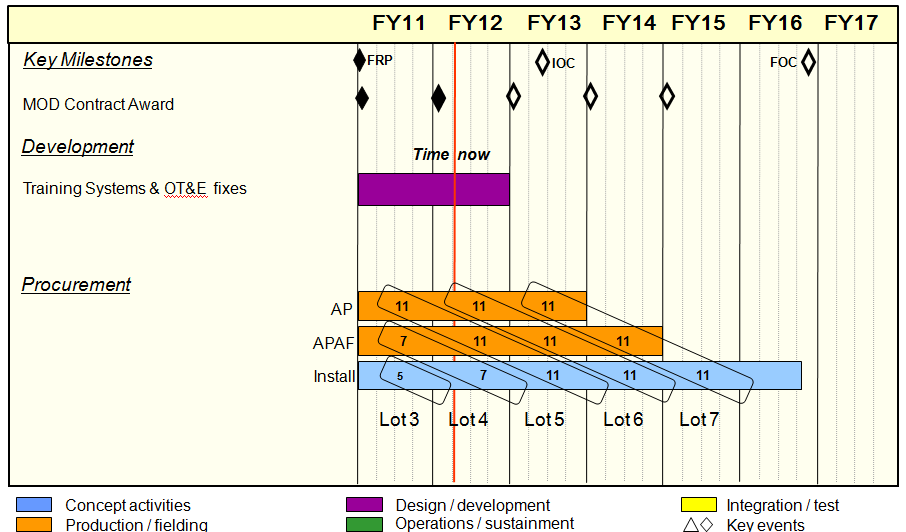 FY11 FY12 FY13 FY14 FY15 FY16 FY17
Key Milestones FRP IOC FOC
MOD Contract Award
Development
Time now
Training Systems & OT&E fixes
Procurement
AP 11 11 11
APAF 7 11 11 11
Install 5 7 11 11 11
Lot 3 Lot 4 Lot 5 Lot 6 Lot 7
Concept activities Design / development Integration / test
Production / fielding Operations / sustainment Key events